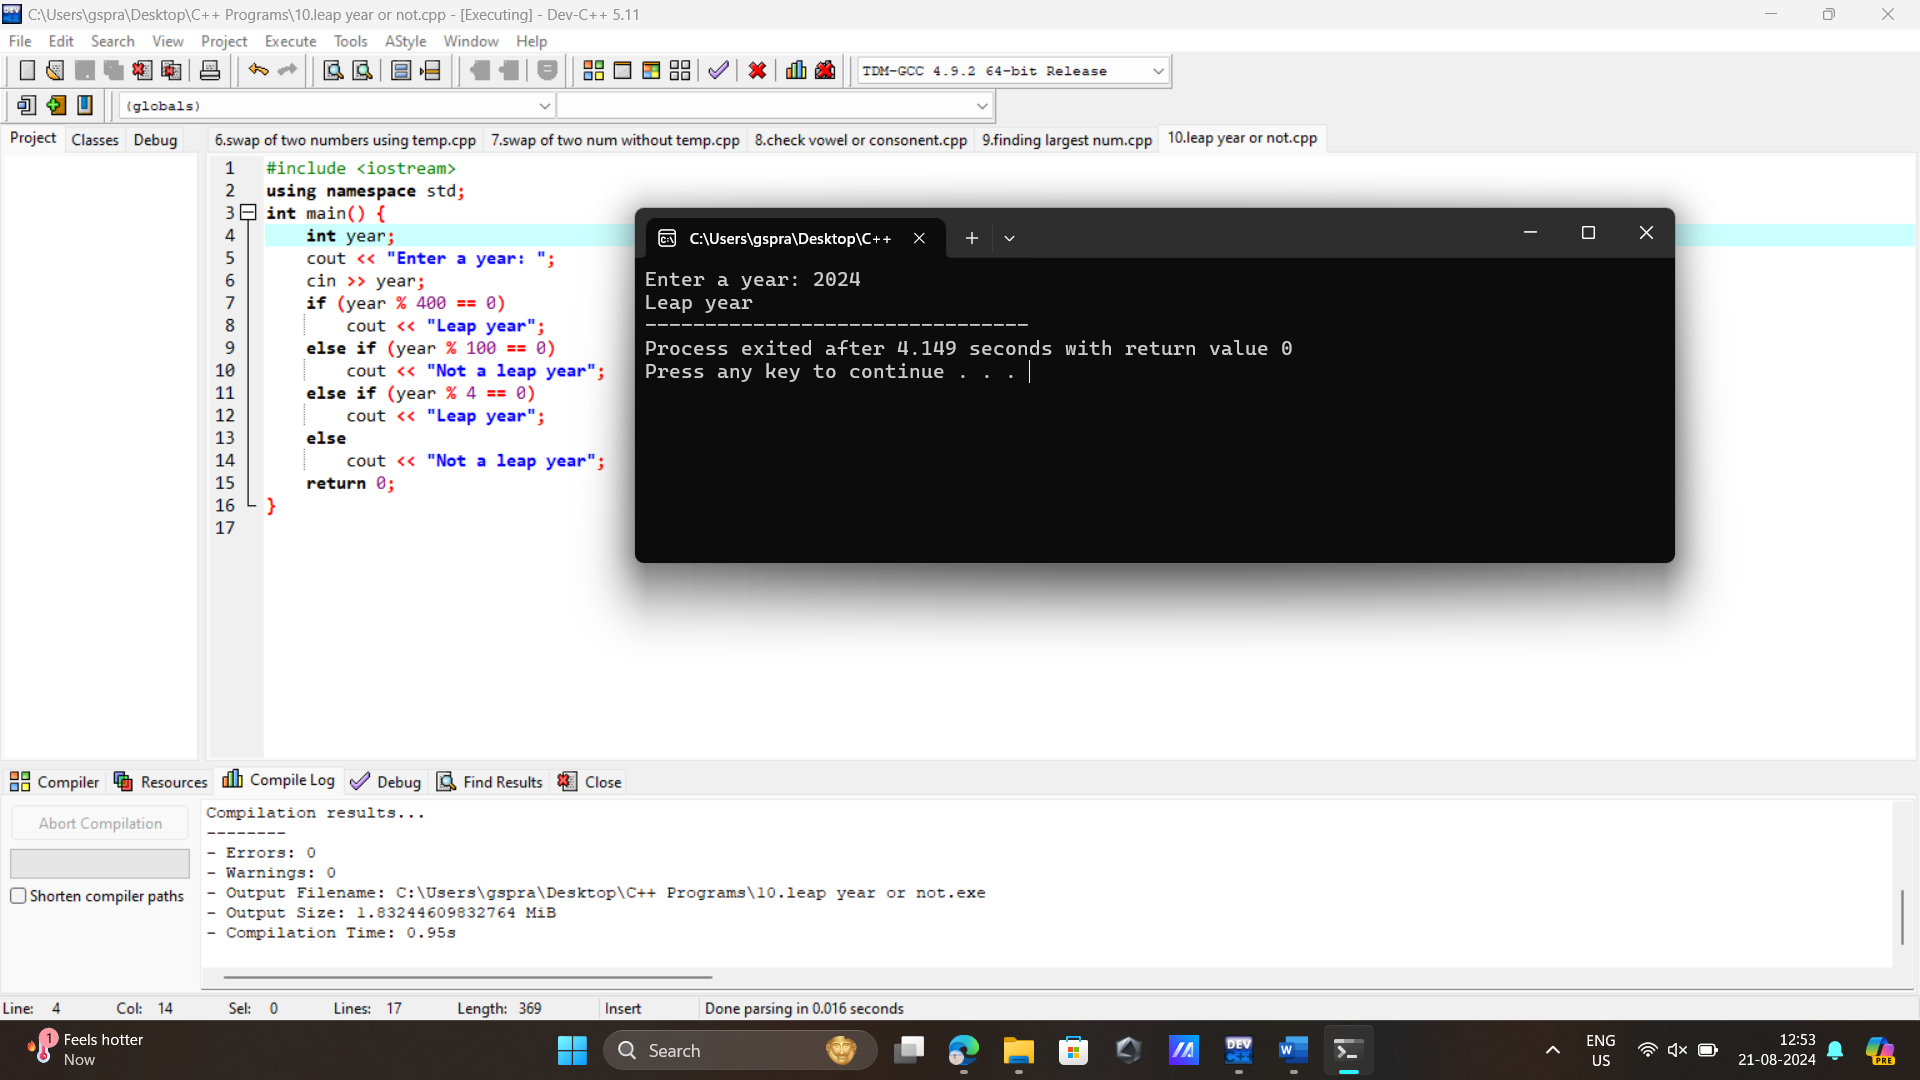 C:\Users\gspra\Desktop\C++ Programs\10.leap year or not.cpp - [Executing] - Dev-C++ 5.11
File Edit Search View Project Execute Tools AStyle Window Help
TDM-GCC 4.9.2 64-bit Release
(globals)
Project Classes Debug 6.swap of two numbers using temp.cpp 7.swap of two num without temp.cpp 8.check vowel or consonent.cpp 9.finding largest num.cpp 10.leap year or not.cpp
1 #include <iostream>
2 using namespace std;
3 int main() {
4 int year;
5 cout << "Enter a year: ";
6 cin >> year;
7 if (year % 400 == 0)
8 cout << "Leap year";
9 else if (year % 100 == 0)
10 cout << "Not a leap year";
11 else if (year % 4 == 0)
12 cout << "Leap year";
13 else
14 cout << "Not a leap year";
15 return 0;
16 }
17
C:\Users\gspra\Desktop\C++
Enter a year: 2024
Leap year
--------------------------------
Process exited after 4.149 seconds with return value 0
Press any key to continue . . .
Compiler Resources Compile Log Debug Find Results Close
Abort Compilation
Shorten compiler paths
Compilation results...
--------
- Errors: 0
- Warnings: 0
- Output Filename: C:\Users\gspra\Desktop\C++ Programs\10.leap year or not.exe
- Output Size: 1.83244609832764 MiB
- Compilation Time: 0.95s
Line: 4 Col: 14 Sel: 0 Lines: 17 Length: 369 Insert Done parsing in 0.016 seconds
1 Feels hotter
Now
Search
DEV
C++
W
ENG
US
12:53
21-08-2024
PRE